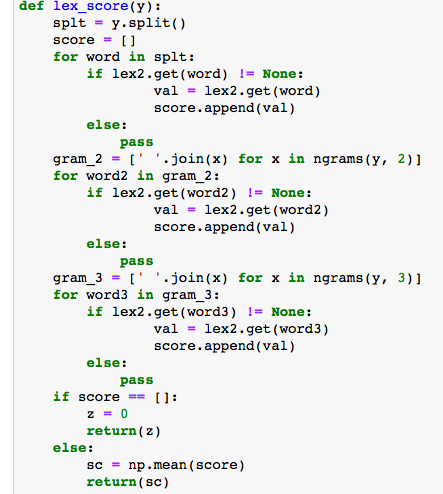 def lex_score(y):
    splt = y.split()
    score = []
    for word in splt:
        if lex2.get(word) != None:
                val = lex2.get(word)
                score.append(val)
        else:
            pass
    gram_2 = [' '.join(x) for x in ngrams(y, 2)]
    for word2 in gram_2:
        if lex2.get(word2) != None:
                val = lex2.get(word2)
                score.append(val)
        else:
            pass
    gram_3 = [' '.join(x) for x in ngrams(y, 3)]
    for word3 in gram_3:
        if lex2.get(word3) != None:
                val = lex2.get(word3)
                score.append(val)
        else:
            pass
    if score == []:
        z = 0
        return(z)
    else:
        sc = np.mean(score)
        return(sc)